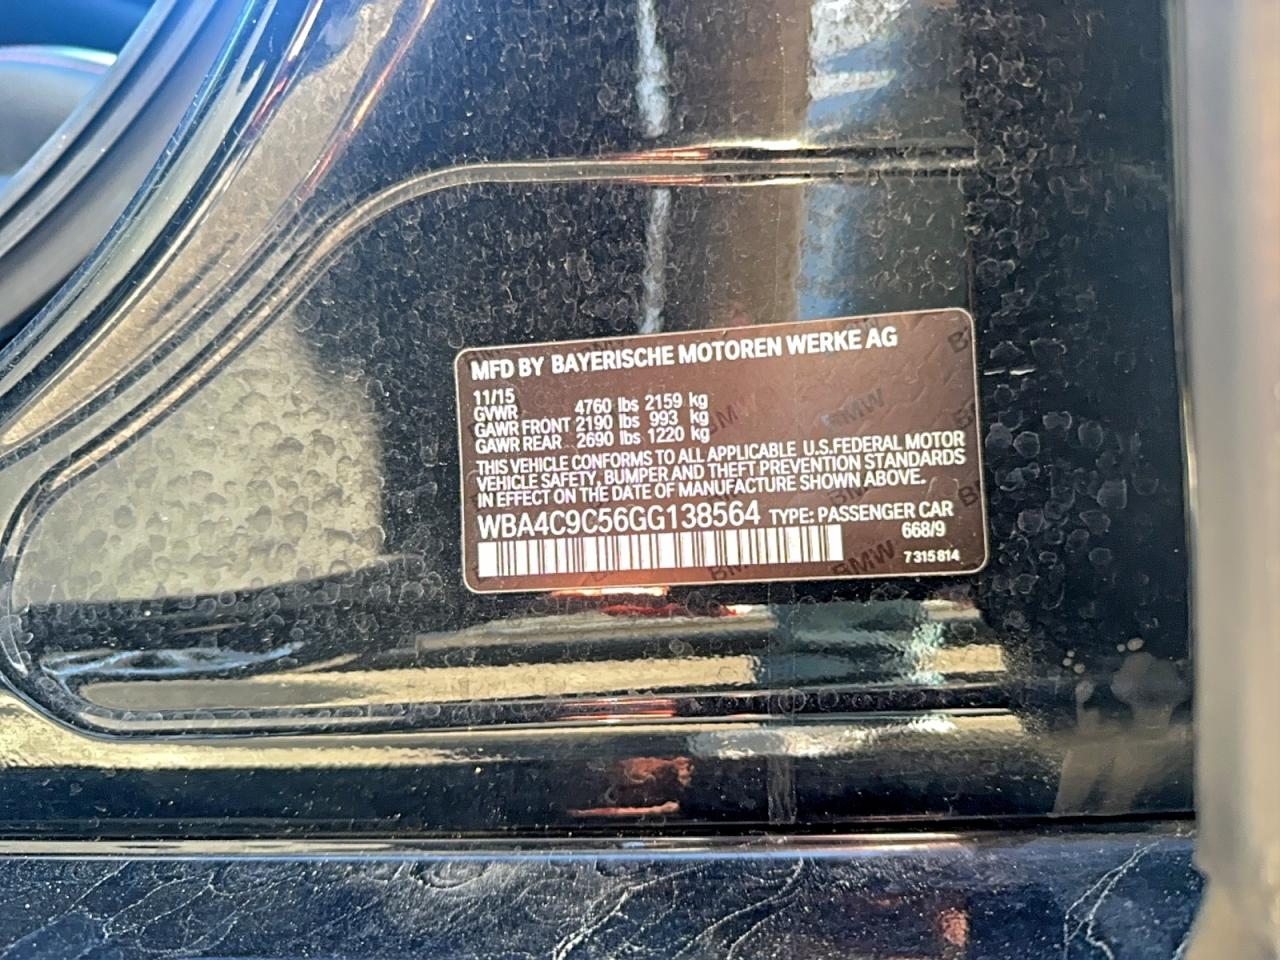 MFD BY BAYERISCHE MOTOREN WERKE AG
11/15
GVWR 4760 lbs 2159 kg
GAWR FRONT 2190 lbs 993 kg
GAWR REAR 2690 lbs 1220 kg
THIS VEHICLE CONFORMS TO ALL APPLICABLE U.S.FEDERAL MOTOR
VEHICLE SAFETY, BUMPER AND THEFT PREVENTION STANDARDS
IN EFFECT ON THE DATE OF MANUFACTURE SHOWN ABOVE.
WBA4C9C56GG138564 TYPE: PASSENGER CAR
668/9
7 315 814